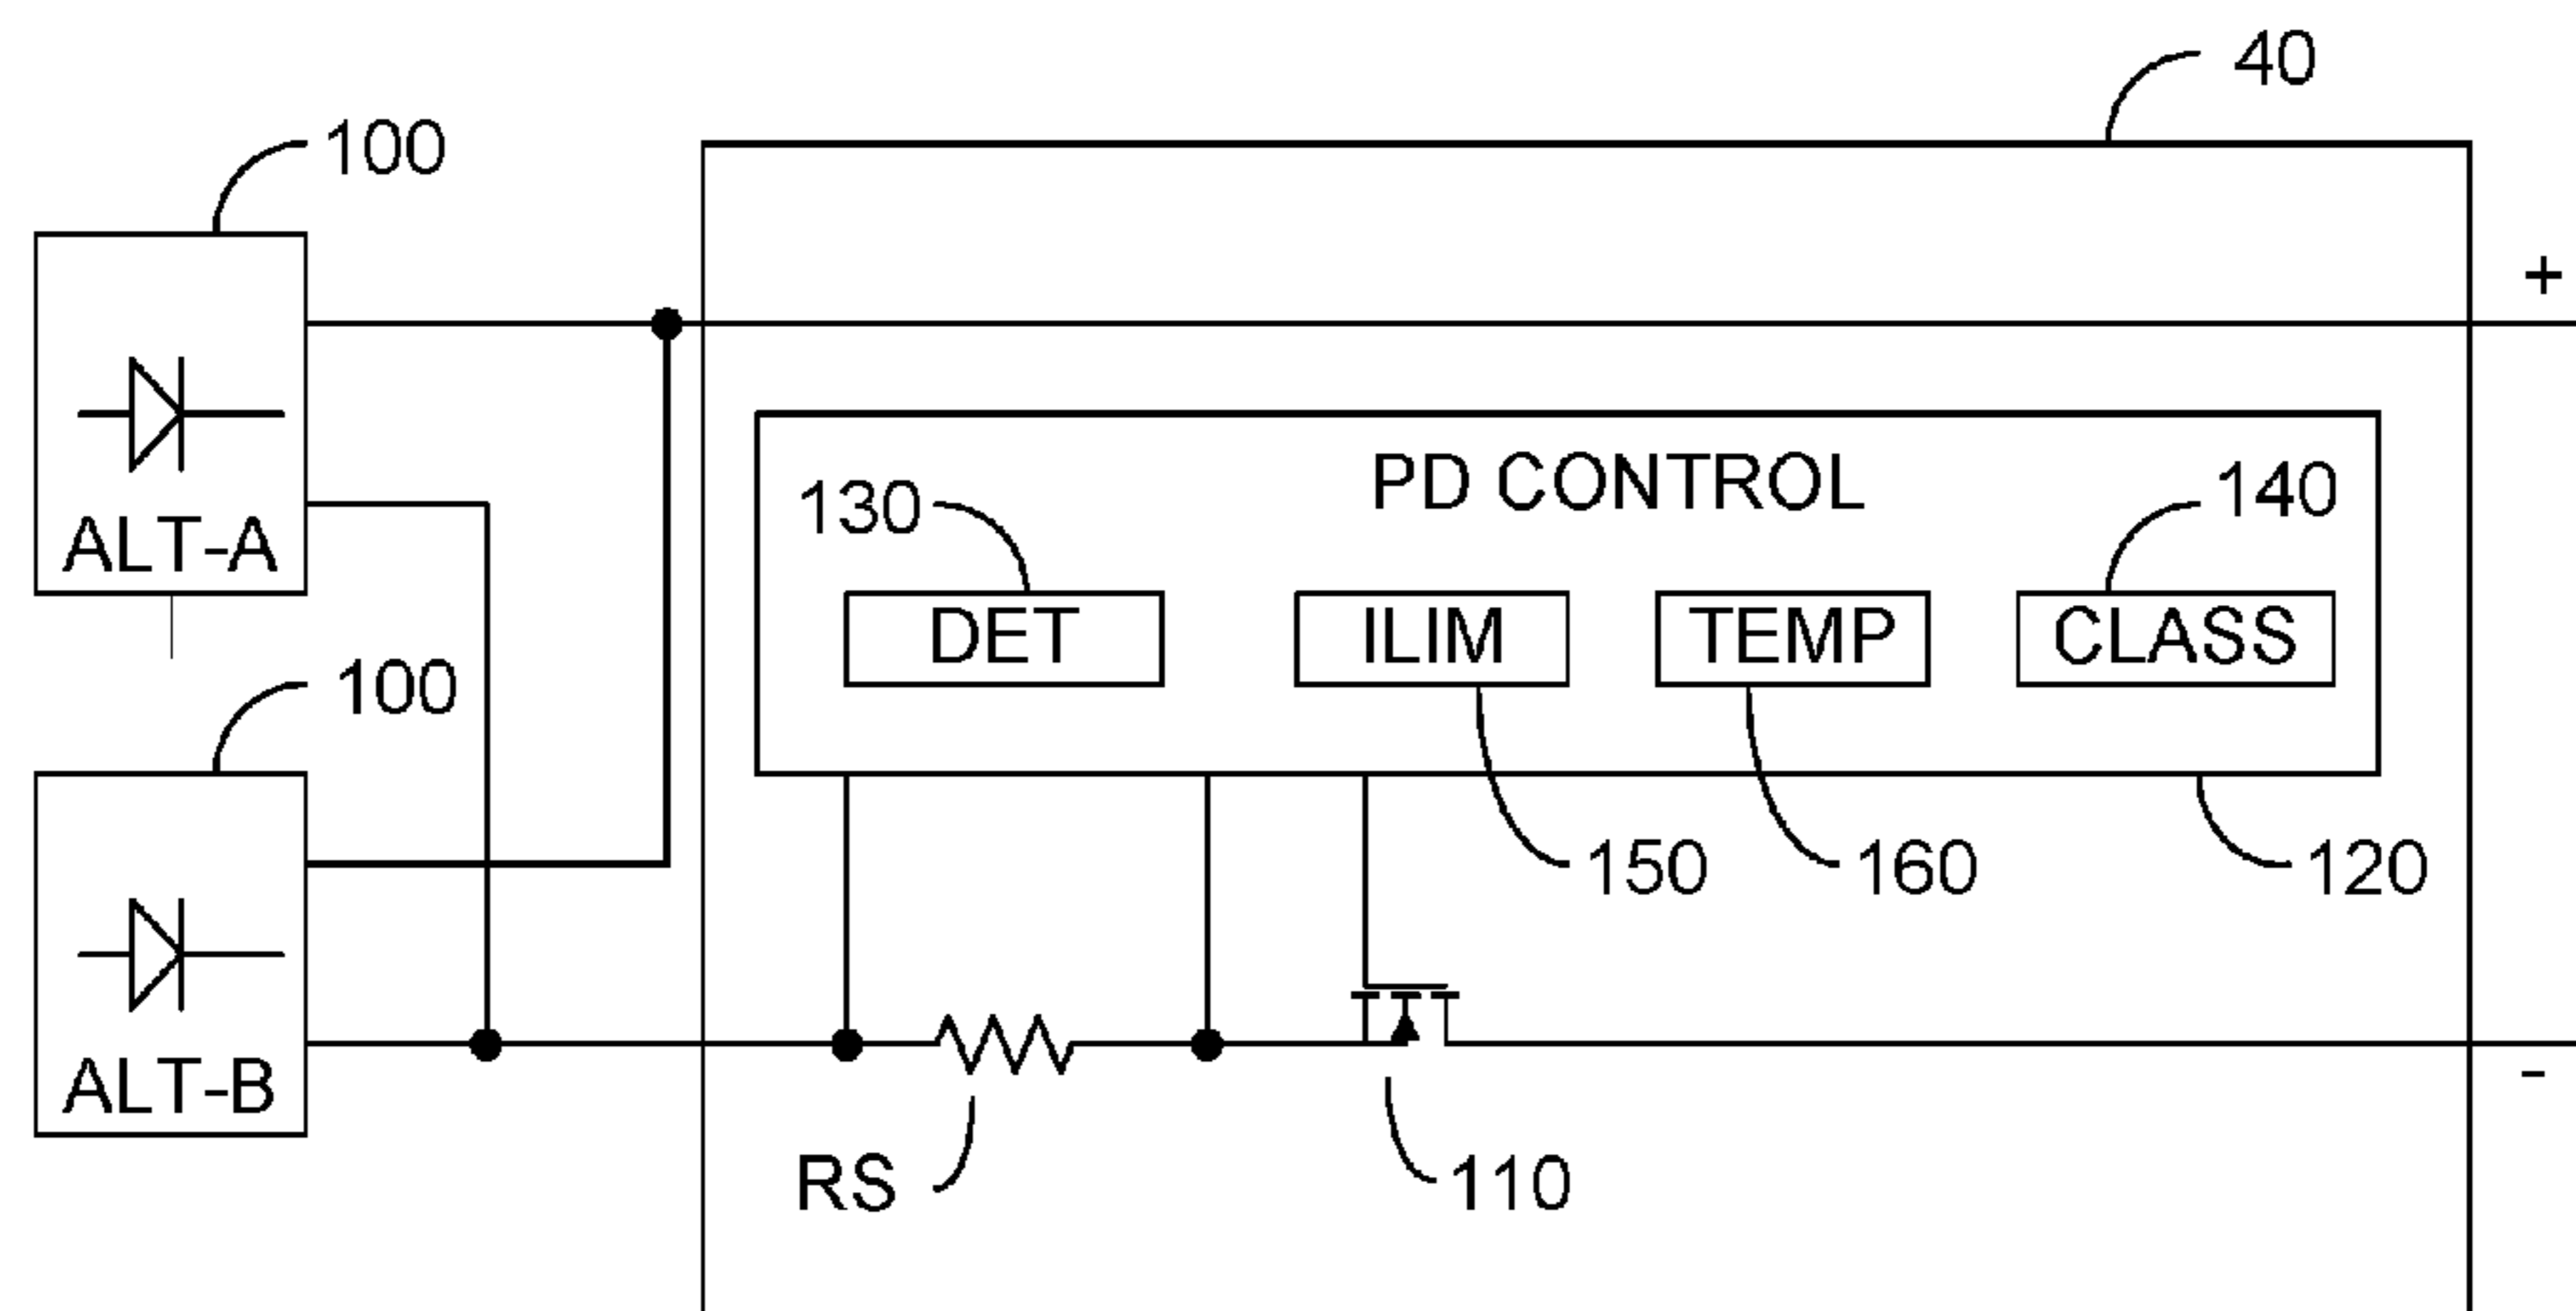 40
100
+
PD CONTROL
130
140
ALT-A
DET
ILIM
TEMP
CLASS
100
150
160
120
ALT-B
-
RS
110